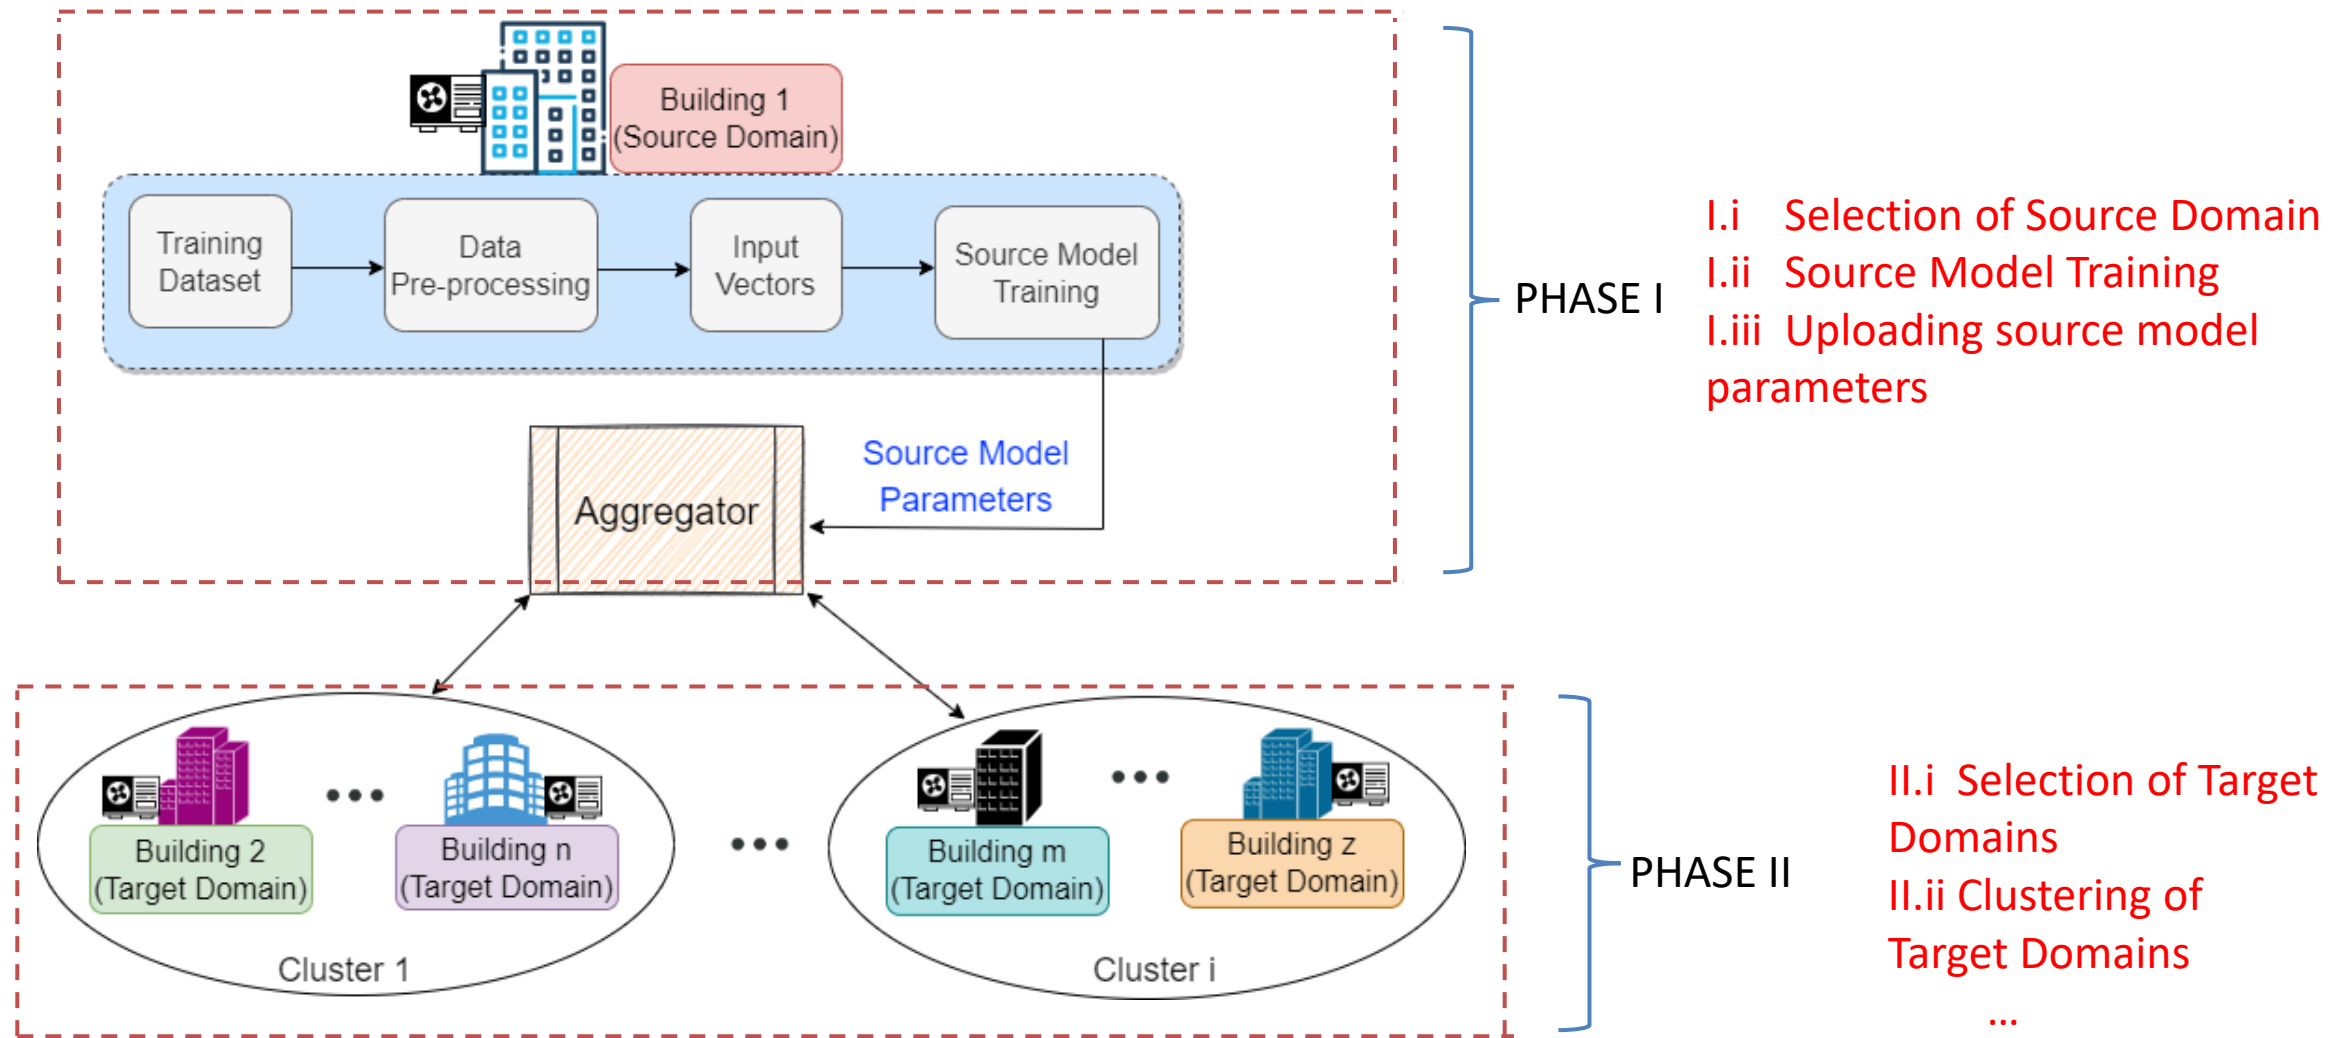 Building 1
(Source Domain)
Training
Dataset
Data
Pre-processing
Input
Vectors
Source Model
Training
Source Model
Parameters
Aggregator
PHASE I
I.i Selection of Source Domain
I.ii Source Model Training
I.iii Uploading source model
parameters
Building 2
(Target Domain)
Building n
(Target Domain)
Cluster 1
Building m
(Target Domain)
Building z
(Target Domain)
Cluster i
PHASE II
II.i Selection of Target
Domains
II.ii Clustering of
Target Domains
...